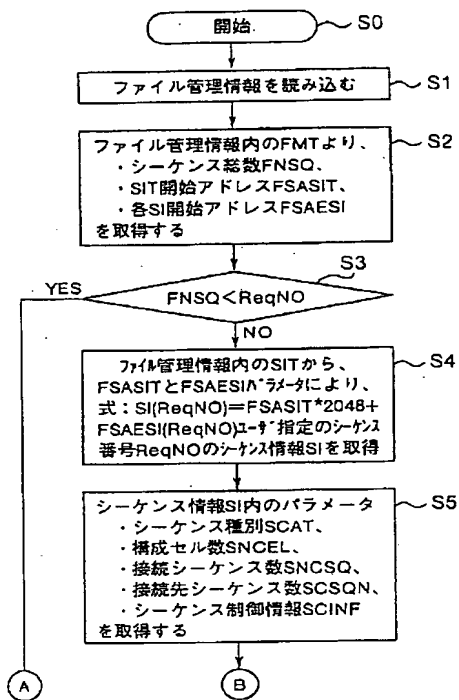 開始
S0
ファイル管理情報を読み込む
S1
ファイル管理情報内のFMTより、
・シーケンス総数FNSQ、
・SIT開始アドレスFSASIT、
・各SI開始アドレスFSAESI
を取得する
S2
S3
FNSQ<ReqNO
YES
NO
ファイル管理情報内のSITから、
FSASITとFSAESIパラメータにより、
式：SI(ReqNO)=FSASIT*2048+
FSAESI(ReqNO)ユーザ指定のシーケンス
番号ReqNOのシーケンス情報SIを取得
S4
シーケンス情報SI内のパラメータ
・シーケンス種別SCAT、
・構成セル数SNCEL、
・接続シーケンス数SNCSQ、
・接続先シーケンス数SCSQN、
・シーケンス制御情報SCINF
を取得する
S5
A
B